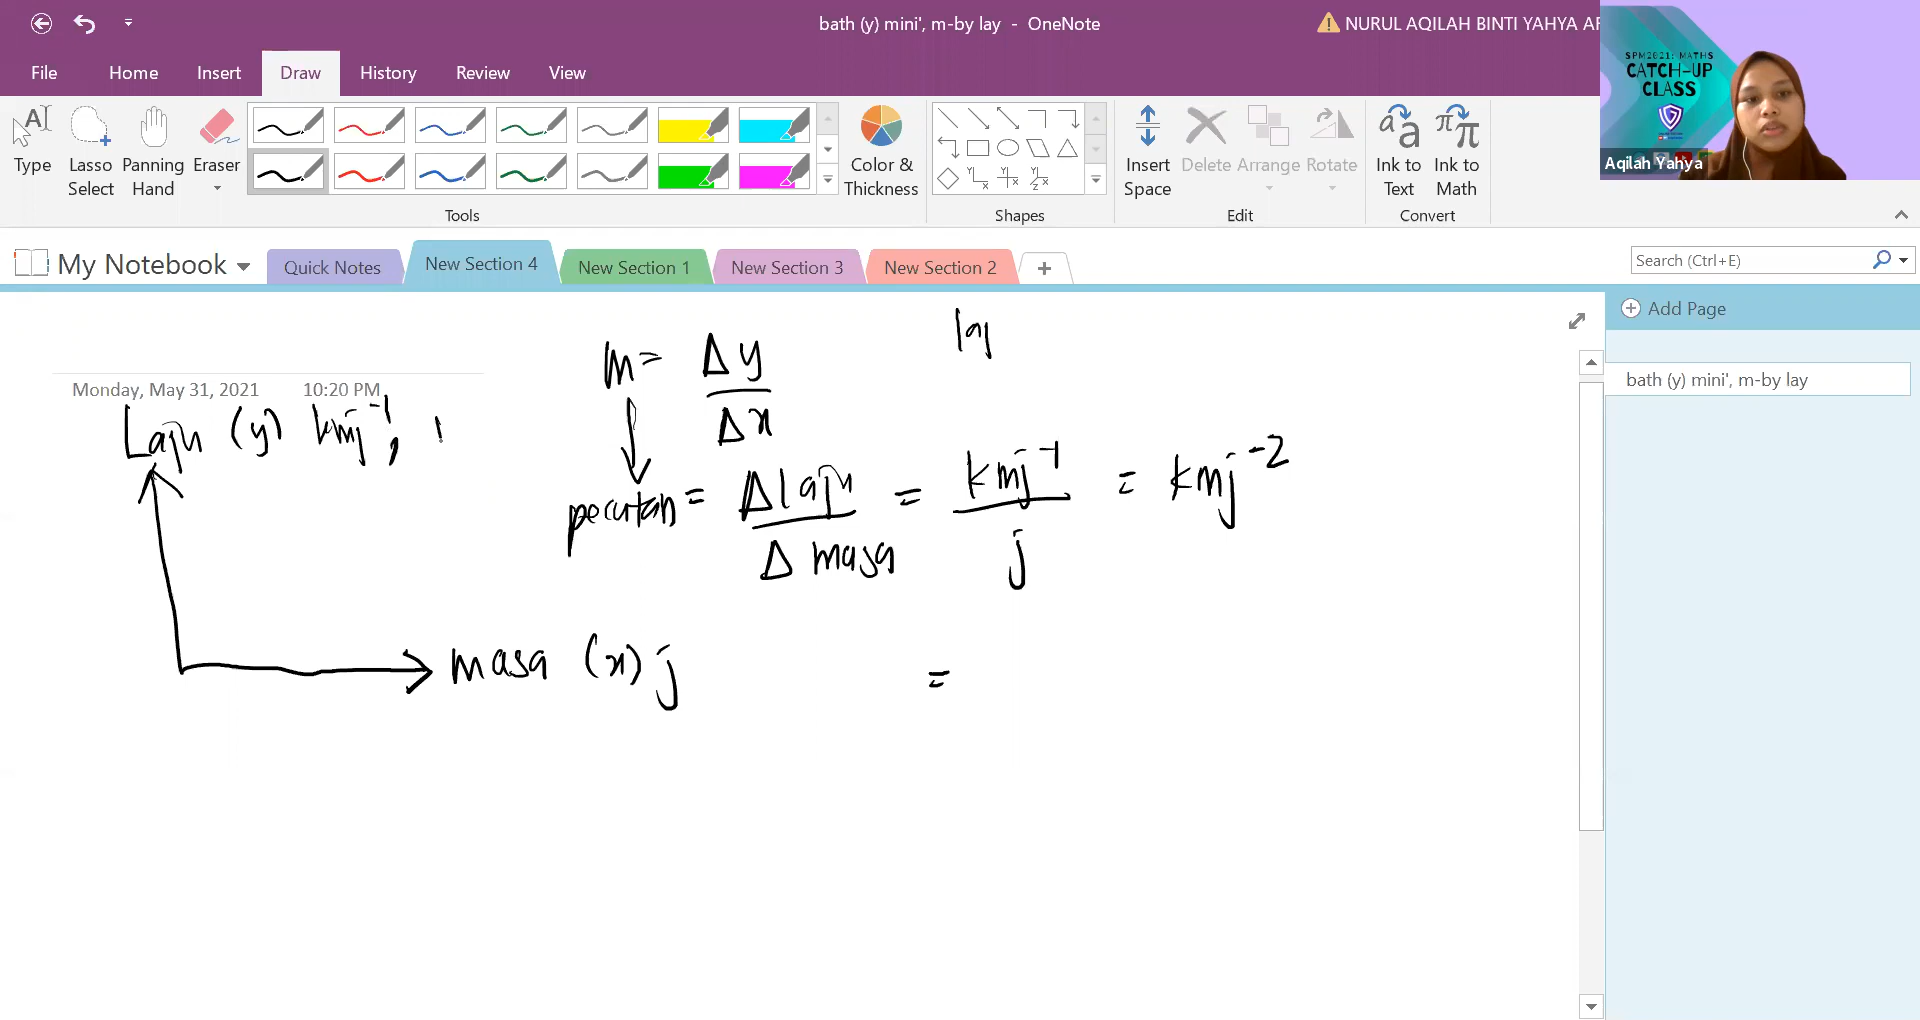 bath (y) mini', m-by lay - OneNote
NURUL AQILAH BINTI YAHYA AF
File Home Insert Draw History Review View
Type
Lasso Select
Panning Hand
Eraser
Color & Thickness
Insert Space
Delete
Arrange
Rotate
Ink to Text
Ink to Math
Tools
Shapes
Edit
Convert
SPM2021: MATHS
CATCH-UP
CLASS
Aqilah Yahya
My Notebook
Quick Notes
New Section 4
New Section 1
New Section 3
New Section 2
Search (Ctrl+E)
Add Page
bath (y) mini', m-by lay
Monday, May 31, 2021 10:20 PM
m = Δy / Δx
laj
Laju (y) kmj⁻¹,
pecutan = Δ laju / Δ masa = kmj⁻¹ / j = kmj⁻²
masa (x) j
=